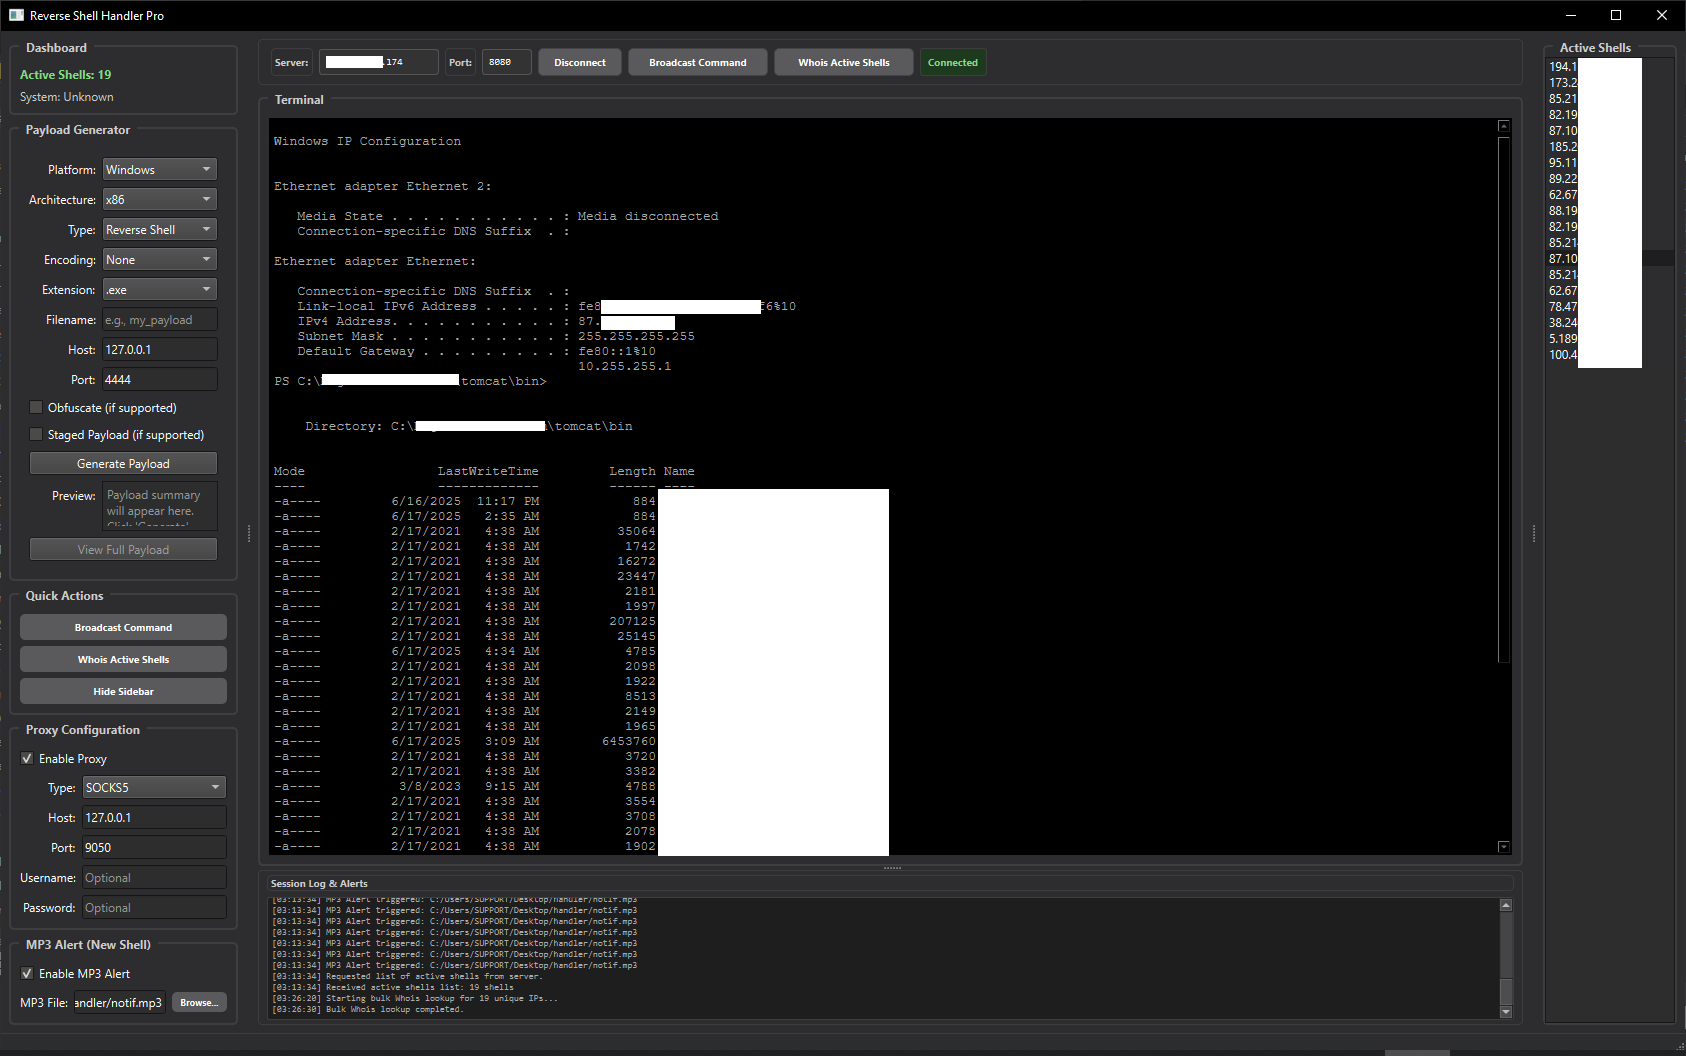 Reverse Shell Handler Pro
Dashboard
Active Shells: 19
System: Unknown
Payload Generator
Platform: Windows
Architecture: x86
Type: Reverse Shell
Encoding: None
Extension: .exe
Filename: e.g., my_payload
Host: 127.0.0.1
Port: 4444
Obfuscate (if supported)
Staged Payload (if supported)
Generate Payload
Preview: Payload summary
will appear here.
Click 'Generate'
View Full Payload
Quick Actions
Broadcast Command
Whois Active Shells
Hide Sidebar
Proxy Configuration
Enable Proxy
Type: SOCKS5
Host: 127.0.0.1
Port: 9050
Username: Optional
Password: Optional
MP3 Alert (New Shell)
Enable MP3 Alert
MP3 File: andler/notif.mp3 Browse...
Server: .174 Port: 8080 Disconnect Broadcast Command Whois Active Shells Connected
Terminal
Windows IP Configuration
Ethernet adapter Ethernet 2:
Media State . . . . . . . . . . . : Media disconnected
Connection-specific DNS Suffix . :
Ethernet adapter Ethernet:
Connection-specific DNS Suffix . :
Link-local IPv6 Address . . . . . : fe8 f6%10
IPv4 Address. . . . . . . . . . . : 87.
Subnet Mask . . . . . . . . . . . : 255.255.255.255
Default Gateway . . . . . . . . . : fe80::1%10
10.255.255.1
PS C:\ \tomcat\bin>
Directory: C:\ \tomcat\bin
Mode LastWriteTime Length Name
---- ------------- ------ ----
-a---- 6/16/2025 11:17 PM 884
-a---- 6/17/2025 2:35 AM 884
-a---- 2/17/2021 4:38 AM 35064
-a---- 2/17/2021 4:38 AM 1742
-a---- 2/17/2021 4:38 AM 16272
-a---- 2/17/2021 4:38 AM 23447
-a---- 2/17/2021 4:38 AM 2181
-a---- 2/17/2021 4:38 AM 1997
-a---- 2/17/2021 4:38 AM 207125
-a---- 2/17/2021 4:38 AM 25145
-a---- 6/17/2025 4:34 AM 4785
-a---- 2/17/2021 4:38 AM 2098
-a---- 2/17/2021 4:38 AM 1922
-a---- 2/17/2021 4:38 AM 8513
-a---- 2/17/2021 4:38 AM 2149
-a---- 2/17/2021 4:38 AM 1965
-a---- 6/17/2025 3:09 AM 6453760
-a---- 2/17/2021 4:38 AM 3720
-a---- 2/17/2021 4:38 AM 3382
-a---- 3/8/2023 9:15 AM 4788
-a---- 2/17/2021 4:38 AM 3554
-a---- 2/17/2021 4:38 AM 3708
-a---- 2/17/2021 4:38 AM 2078
-a---- 2/17/2021 4:38 AM 1902
Session Log & Alerts
[03:13:34] MP3 Alert triggered: C:/Users/SUPPORT/Desktop/handler/notif.mp3
[03:13:34] MP3 Alert triggered: C:/Users/SUPPORT/Desktop/handler/notif.mp3
[03:13:34] MP3 Alert triggered: C:/Users/SUPPORT/Desktop/handler/notif.mp3
[03:13:34] MP3 Alert triggered: C:/Users/SUPPORT/Desktop/handler/notif.mp3
[03:13:34] MP3 Alert triggered: C:/Users/SUPPORT/Desktop/handler/notif.mp3
[03:13:34] MP3 Alert triggered: C:/Users/SUPPORT/Desktop/handler/notif.mp3
[03:13:34] MP3 Alert triggered: C:/Users/SUPPORT/Desktop/handler/notif.mp3
[03:13:34] Requested list of active shells from server.
[03:13:34] Received active shells list: 19 shells
[03:26:20] Starting bulk Whois lookup for 19 unique IPs...
[03:26:30] Bulk Whois lookup completed.
Active Shells
194.1
173.2
85.21
82.19
87.10
185.2
95.11
89.22
62.67
88.19
82.19
85.21
87.10
85.21
62.67
78.47
38.24
5.189
100.4